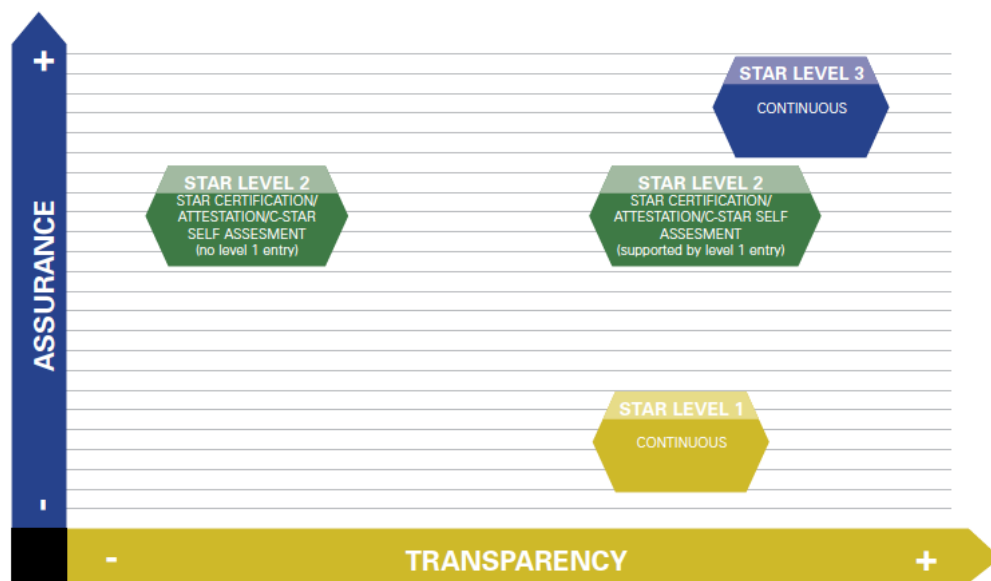 +
ASSURANCE
-
STAR LEVEL 3
CONTINUOUS
STAR LEVEL 2
STAR CERTIFICATION/
ATTESTATION/C-STAR
SELF ASSESMENT
(no level 1 entry)
STAR LEVEL 2
STAR CERTIFICATION/
ATTESTATION/C-STAR SELF
ASSESMENT
(supported by level 1 entry)
STAR LEVEL 1
CONTINUOUS
-
TRANSPARENCY
+